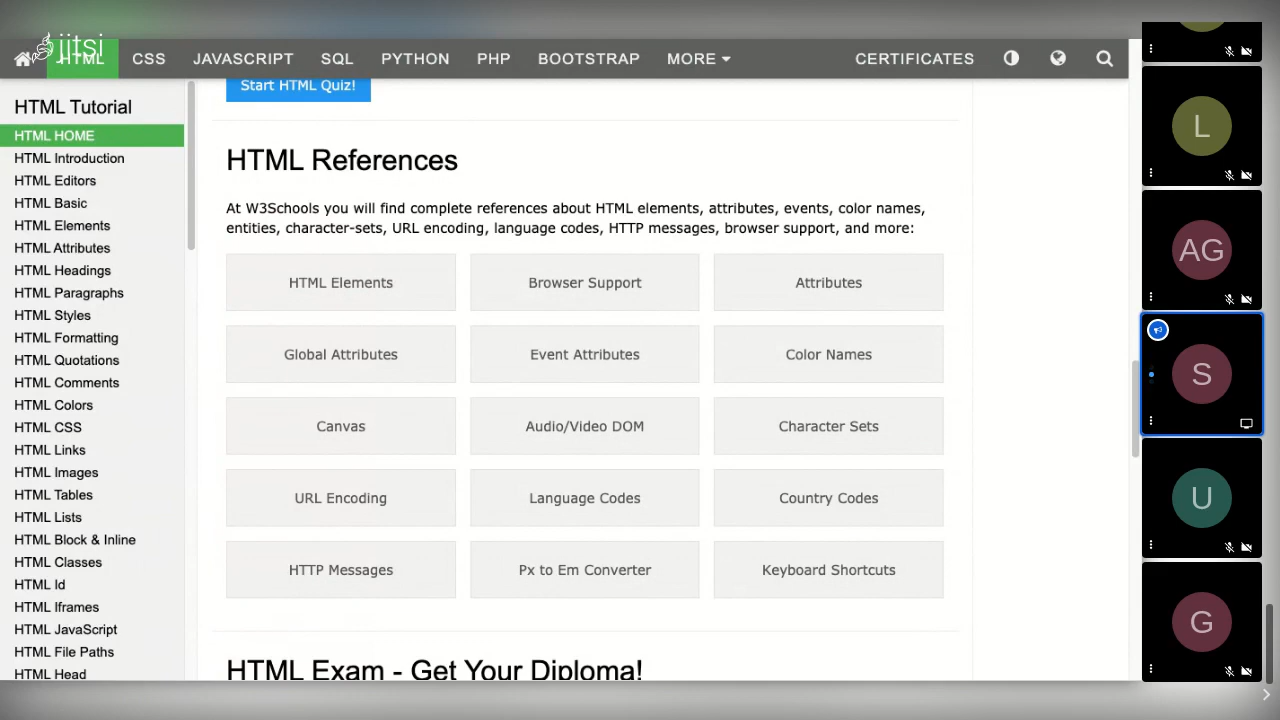 jitsi
HTML
CSS
JAVASCRIPT
SQL
PYTHON
PHP
BOOTSTRAP
MORE
CERTIFICATES
HTML Tutorial
HTML HOME
HTML Introduction
HTML Editors
HTML Basic
HTML Elements
HTML Attributes
HTML Headings
HTML Paragraphs
HTML Styles
HTML Formatting
HTML Quotations
HTML Comments
HTML Colors
HTML CSS
HTML Links
HTML Images
HTML Tables
HTML Lists
HTML Block & Inline
HTML Classes
HTML Id
HTML Iframes
HTML JavaScript
HTML File Paths
HTML Head
Start HTML Quiz!
HTML References
At W3Schools you will find complete references about HTML elements, attributes, events, color names,
entities, character-sets, URL encoding, language codes, HTTP messages, browser support, and more:
HTML Elements
Browser Support
Attributes
Global Attributes
Event Attributes
Color Names
Canvas
Audio/Video DOM
Character Sets
URL Encoding
Language Codes
Country Codes
HTTP Messages
Px to Em Converter
Keyboard Shortcuts
HTML Exam - Get Your Diploma!
L
AG
S
U
G